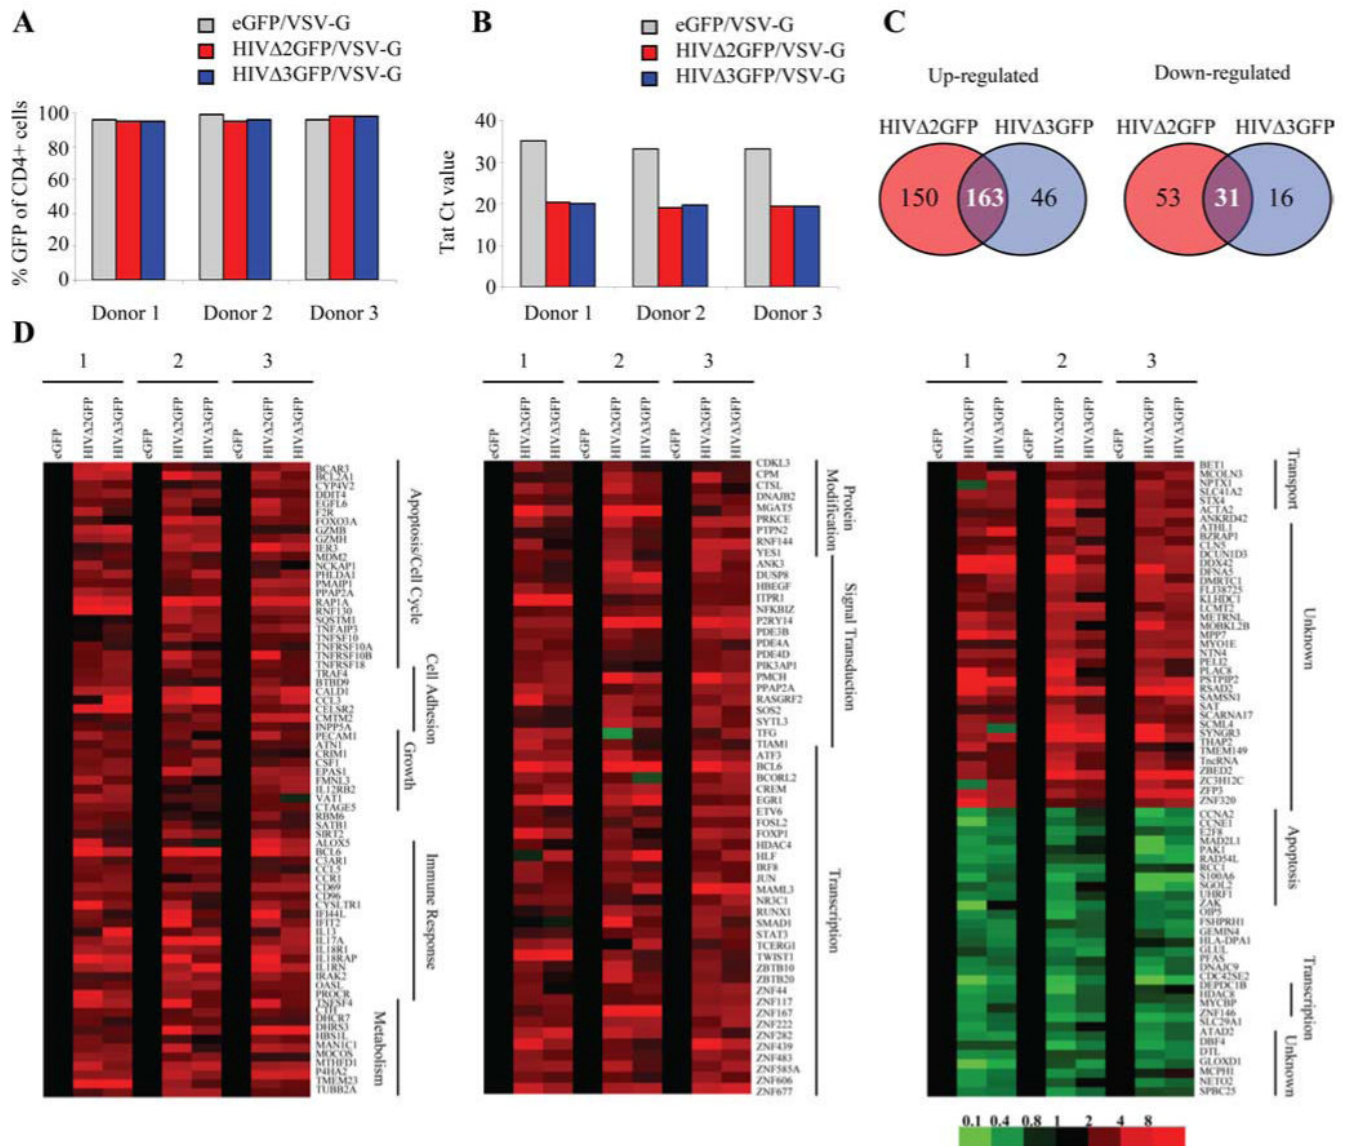 A
eGFP/VSV-G
HIVΔ2GFP/VSV-G
HIVΔ3GFP/VSV-G
% GFP of CD4+ cells
100
80
60
40
20
0
Donor 1
Donor 2
Donor 3
B
eGFP/VSV-G
HIVΔ2GFP/VSV-G
HIVΔ3GFP/VSV-G
Tat Ct value
40
30
20
10
0
Donor 1
Donor 2
Donor 3
C
Up-regulated
HIVΔ2GFP HIVΔ3GFP
150 163 46
Down-regulated
HIVΔ2GFP HIVΔ3GFP
53 31 16
D
1 2 3
eGFP HIVΔ2GFP HIVΔ3GFP eGFP HIVΔ2GFP HIVΔ3GFP eGFP HIVΔ2GFP HIVΔ3GFP
BCAR3
BCL2A1
CYP4V2
DDIT4
EGFL6
F2R
FOXO3A
GZMB
GZMH
IER3
MDM2
NCKAP1
PHLDA1
PMAIP1
PPAP2A
RAP1A
RNF130
SQSTM1
TNFAIP3
TNFSF10
TNFRSF10A
TNFRSF10B
TNFRSF18
TRAF4
BTBD9
CALD1
CCL3
CELSR2
CMTM2
INPP5A
PECAM1
ATN1
CRIM1
CSF1
EPAS1
FMNL3
IL12RB2
VAT1
CTAGE5
RBM6
SATB1
SIRT2
ALOX5
BCL6
C3AR1
CCL5
CCR1
CD69
CD96
CYSLTR1
IFI44L
IFIT2
IL13
IL17A
IL18R1
IL18RAP
IL1RN
IRAK2
OASL
PROCR
TNFSF4
CTH
DHCR7
DHRS3
HBS1L
MAN1C1
MOCOS
MTHFD1
P4HA2
TMEM23
TUBB2A
Apoptosis/Cell Cycle
Cell Adhesion
Growth
Immune Response
Metabolism
1 2 3
eGFP HIVΔ2GFP HIVΔ3GFP eGFP HIVΔ2GFP HIVΔ3GFP eGFP HIVΔ2GFP HIVΔ3GFP
CDKL3
CPM
CTSL
DNAJB2
MGAT5
PRKCE
PTPN2
RNF144
YES1
ANK3
DUSP8
HBEGF
ITPR1
NFKBIZ
P2RY14
PDE3B
PDE4A
PDE4D
PIK3AP1
PMCH
PPAP2A
RASGRF2
SOS2
SYTL3
TFG
TIAM1
ATF3
BCL6
BCORL2
CREM
EGR1
ETV6
FOSL2
FOXP1
HDAC4
HLF
IRF8
JUN
MAML3
NR3C1
RUNX1
SMAD1
STAT3
TCERG1
TWIST1
ZBTB10
ZBTB20
ZNF44
ZNF117
ZNF167
ZNF222
ZNF282
ZNF439
ZNF483
ZNF585A
ZNF606
ZNF677
Protein Modification
Signal Transduction
Transcription
1 2 3
eGFP HIVΔ2GFP HIVΔ3GFP eGFP HIVΔ2GFP HIVΔ3GFP eGFP HIVΔ2GFP HIVΔ3GFP
BET1
MCOLN3
NPTX1
SLC41A2
STX4
ACTA2
ANKRD42
ATHL1
BZRAP1
CLN5
DCUN1D3
DDX42
DFNA5
DMRTC1
FLJ38725
KLHDC1
LCMT2
METRNL
MOBKL2B
MPP7
MYO1E
NTN4
PELI2
PLAC8
PSTPIP2
RSAD2
SAMSN1
SAT
SCARNA17
SCML4
SYNGR3
THAP2
TMEM149
TncRNA
ZBED2
ZC3H12C
ZFP3
ZNF320
CCNA2
CCNE1
E2F8
MAD2L1
PAK1
RAD54L
RCC1
S100A6
SGOL2
UHRF1
ZAK
OIP5
FSHPRH1
GEMIN4
HLA-DPA1
GLUL
PFAS
DNAJC9
CDC42SE2
DEPDC1B
HDAC8
MYCBP
ZNF146
SLC29A1
ATAD2
DBF4
DTL
GLOXD1
MCPH1
NETO2
SPBC25
Transport
Unknown
Apoptosis
Transcription
Unknown
0.1 0.4 0.8 1 2 4 8